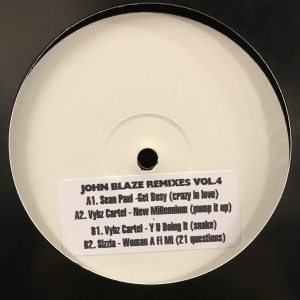 JOHN BLAZE REMIXES VOL.4
A1. Sean Paul -Get Busy (crazy in love)
A2. Vybz Cartel - New Millennium (pump it up)
B1. Vybz Cartel - Y U Doing It (snake)
B2. Sizzla - Woman A Fi Mi (21 questions)